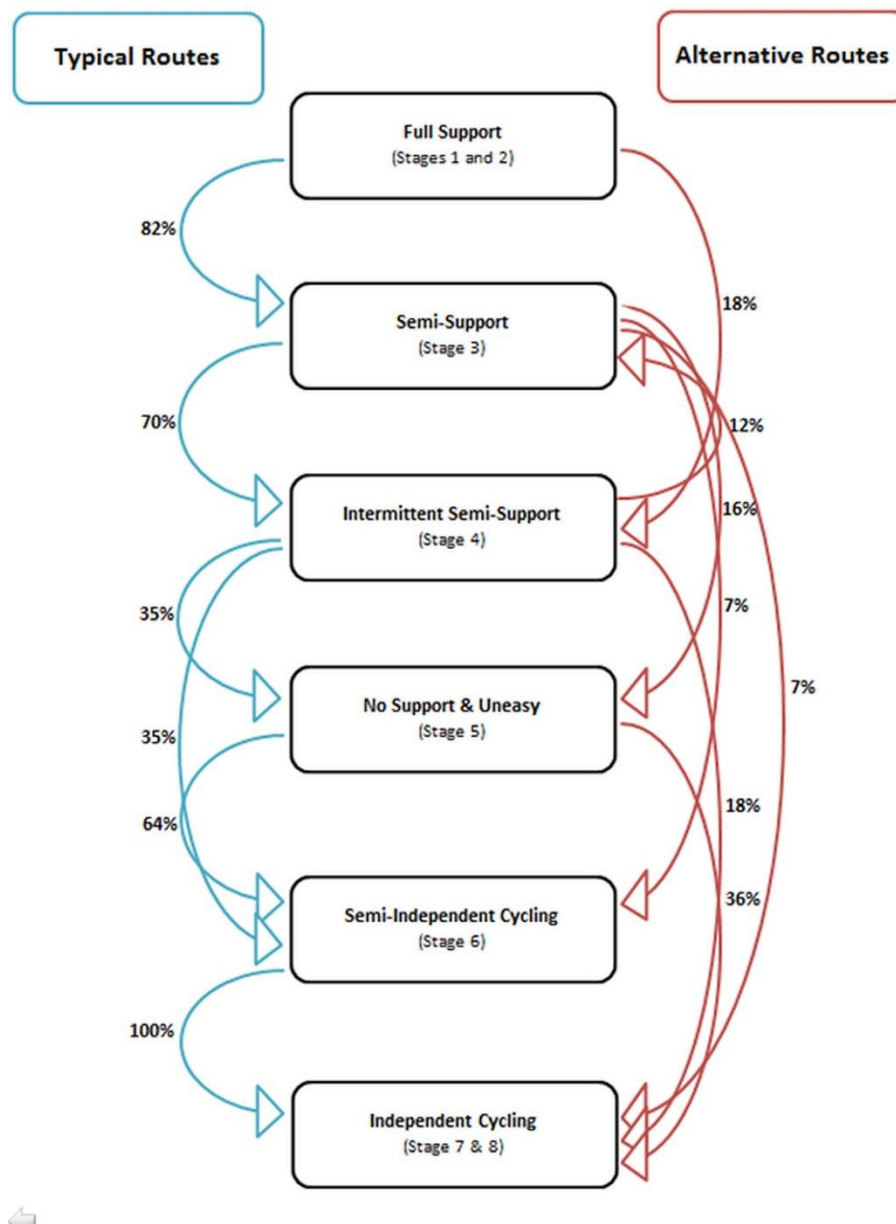 Typical Routes
Alternative Routes
Full Support
(Stages 1 and 2)
82%
18%
Semi-Support
(Stage 3)
70%
12%
Intermittent Semi-Support
(Stage 4)
16%
35%
7%
No Support & Uneasy
(Stage 5)
7%
35%
64%
18%
36%
Semi-Independent Cycling
(Stage 6)
100%
Independent Cycling
(Stage 7 & 8)